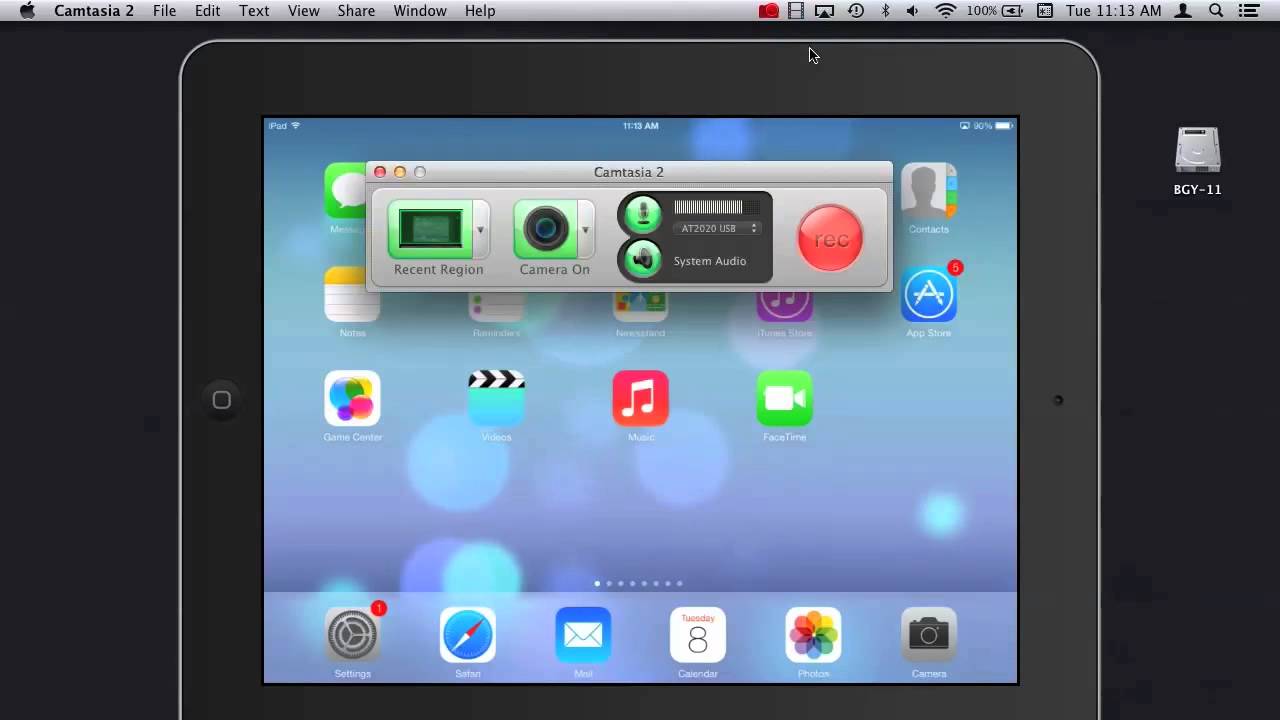 Camtasia 2 File Edit Text View Share Window Help 100% Tue 11:13 AM
iPad 11:13 AM 90%
Camtasia 2
rec
AT2020 USB
System Audio
Recent Region Camera On
BGY-11
Contacts
5
Notes Reminders Newsstand iTunes Store App Store
Game Center Videos Music FaceTime
1
Tuesday
8
Settings Safari Mail Calendar Photos Camera